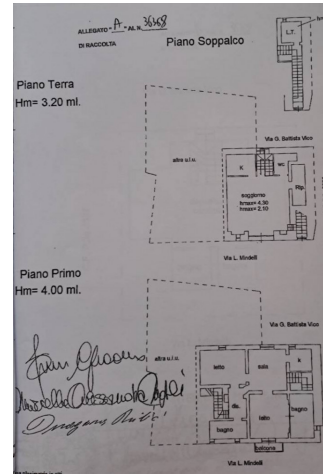 ALLEGATO "A" AL N. 36368
DI RACCOLTA
Piano Soppalco
L.T.
Piano Terra
Hm= 3.20 ml.
Via G. Battista Vico
altra u.i.u.
K
wc
Rip.
soggiorno
hmax= 4.30
hmax= 2.10
Via L. Mindelli
Piano Primo
Hm= 4.00 ml.
Via G. Battista Vico
altra u.i.u.
letto
sala
k
dis.
bagno
letto
bagno
balcone
Via L. Mindelli